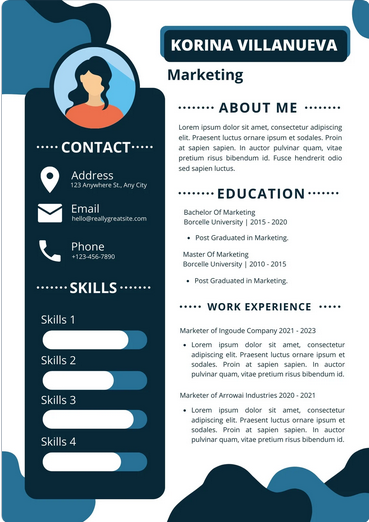 KORINA VILLANUEVA
Marketing
CONTACT
Address
123 Anywhere St., Any City
Email
hello@reallygreatsite.com
Phone
+123-456-7890
SKILLS
Skills 1
Skills 2
Skills 3
Skills 4
ABOUT ME
Lorem ipsum dolor sit amet, consectetur adipiscing
elit. Praesent luctus ornare ipsum et sodales. Proin
at sapien sapien. In auctor pulvinar quam, vitae
pretium risus bibendum id. Fusce hendrerit odio
sed sapien luctus.
EDUCATION
Bachelor Of Marketing
Borcelle University | 2015 - 2020
• Post Graduated in Marketing.
Master Of Marketing
Borcelle University | 2010 - 2015
• Post Graduated in Marketing.
WORK EXPERIENCE
Marketer of Ingoude Company 2021 - 2023
• Lorem ipsum dolor sit amet, consectetur
adipiscing elit. Praesent luctus ornare ipsum et
sodales. Proin at sapien sapien. In auctor
pulvinar quam, vitae pretium risus bibendum id.
Marketer of Arrowai Industries 2020 - 2021
• Lorem ipsum dolor sit amet, consectetur
adipiscing elit. Praesent luctus ornare ipsum et
sodales. Proin at sapien sapien. In auctor
pulvinar quam, vitae pretium risus bibendum id.